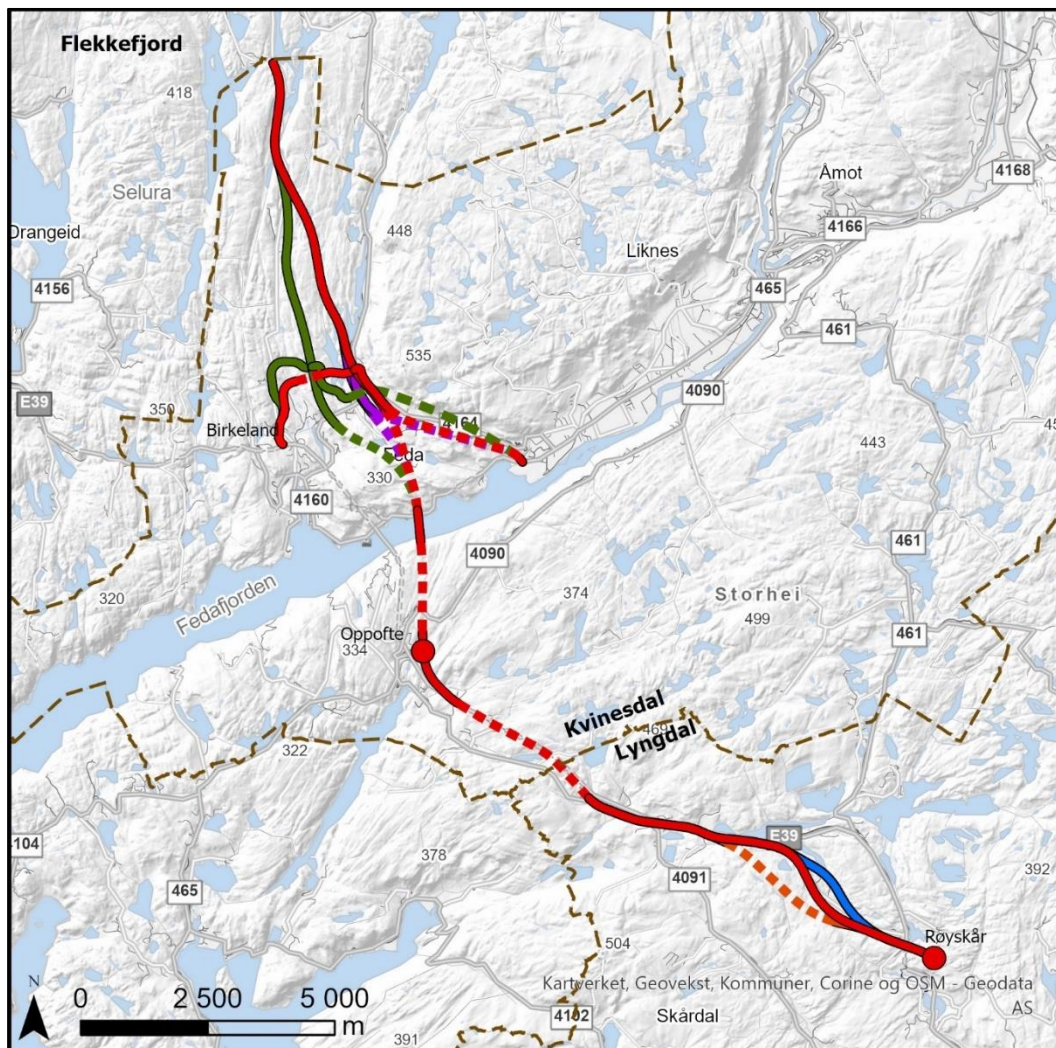 Flekkefjord
418
Selura
448
Åmot
4168
4166
Drangeid
4156
Liknes
465
461
E39
350
535
4090
Birkeland
4164
Feda
330
443
4160
4090
461
Fedafjorden
320
374
Storhei
499
461
Oppofte
334
Kvinesdal
469
Lyngdal
322
E39
104
378
4091
465
392
504
Røyskår
N
Kartverket, Geovekst, Kommuner, Corine og OSM - Geodata
AS
0 2 500 5 000
m
4102
Skårdal
391